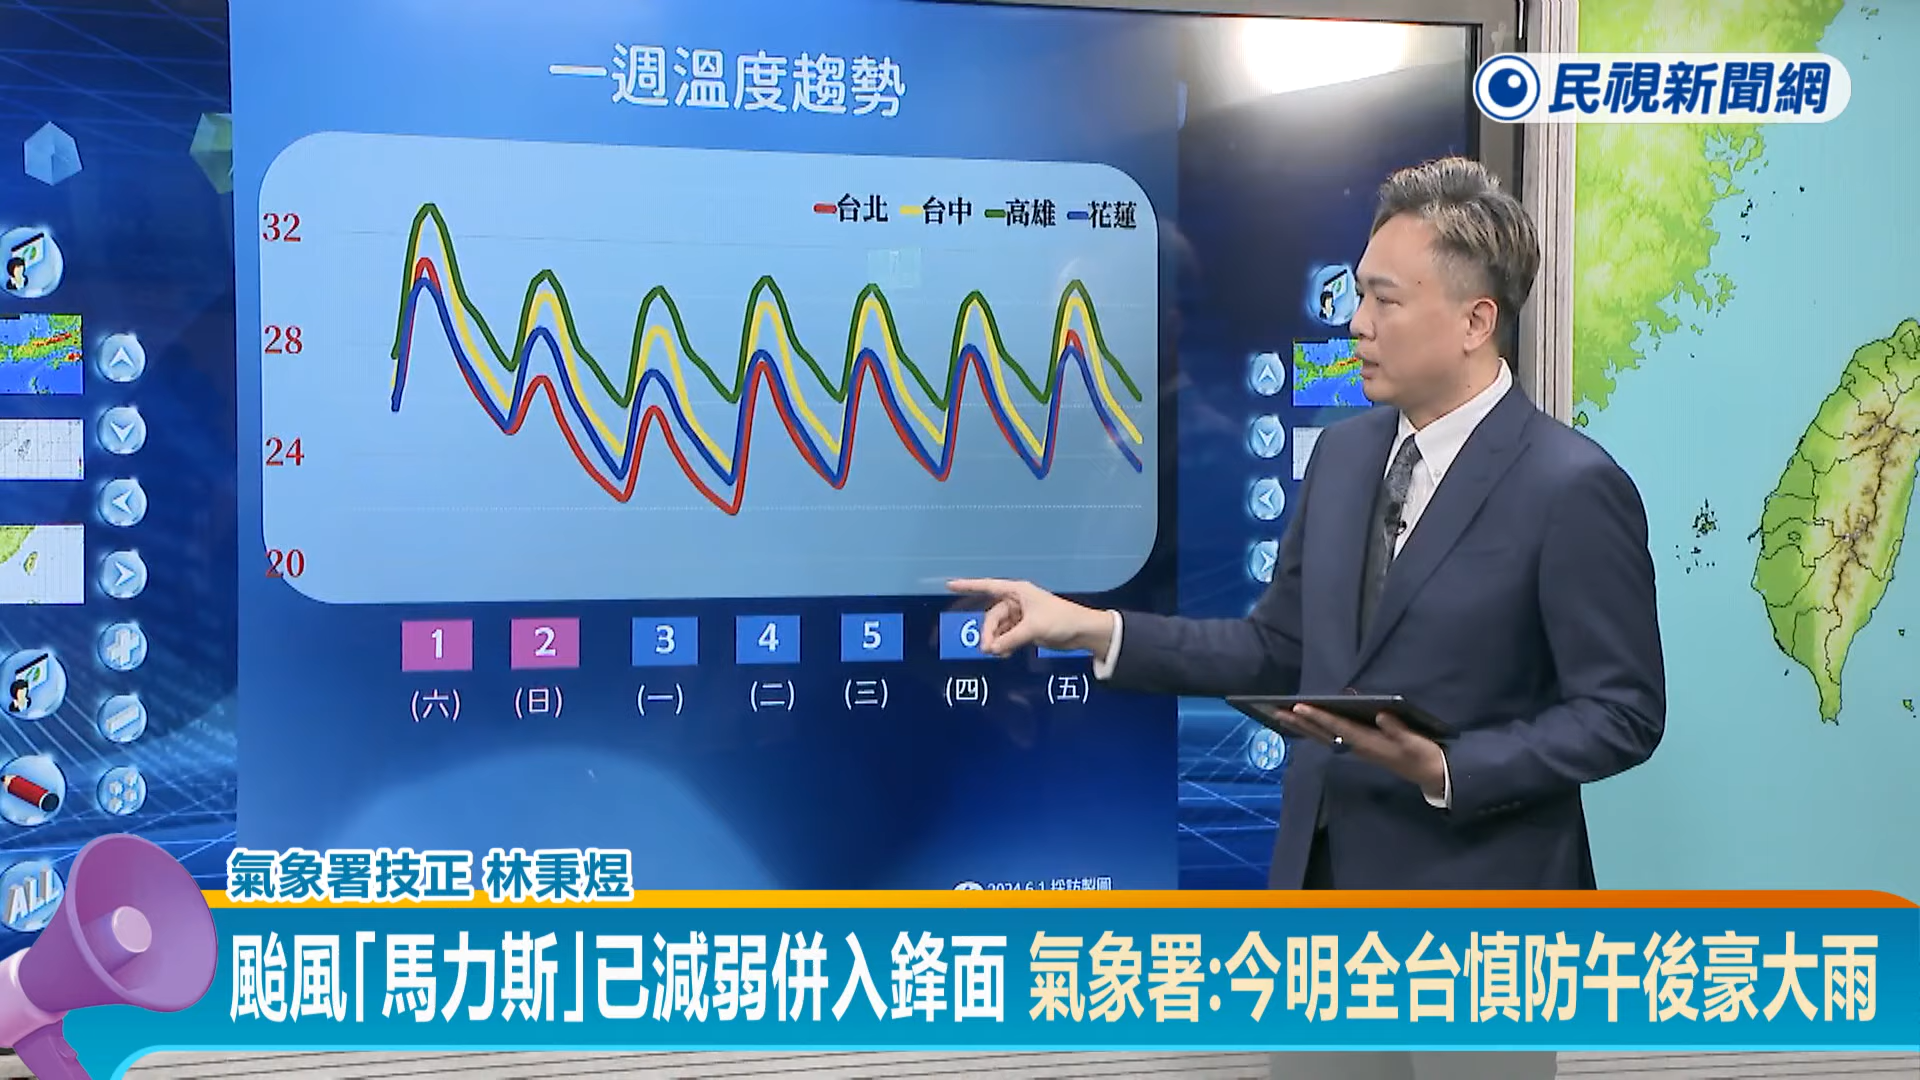 一週溫度趨勢
民視新聞網
台北 台中 高雄 花蓮
32
28
24
20
1 2 3 4 5 6
(六) (日) (一) (二) (三) (四) (五)
ALL
氣象署技正 林秉煜
颱風「馬力斯」已減弱併入鋒面 氣象署:今明全台慎防午後豪大雨